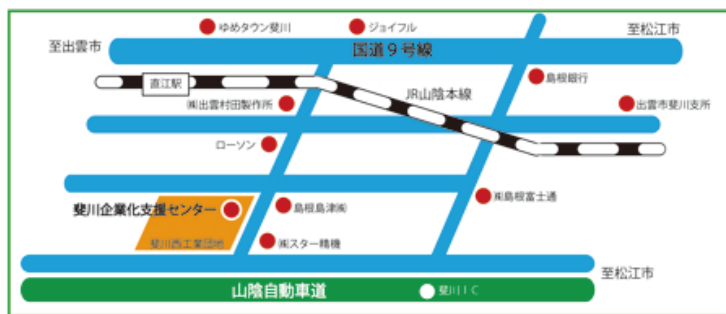 ゆめタウン斐川
ジョイフル
至出雲市
国道9号線
至松江市
直江駅
島根銀行
JR山陰本線
㈱出雲村田製作所
出雲市斐川支所
ローソン
㈱島根富士通
斐川企業化支援センター
島根島津㈱
斐川西工業団地
㈱スター精機
至松江市
山陰自動車道
斐川IC